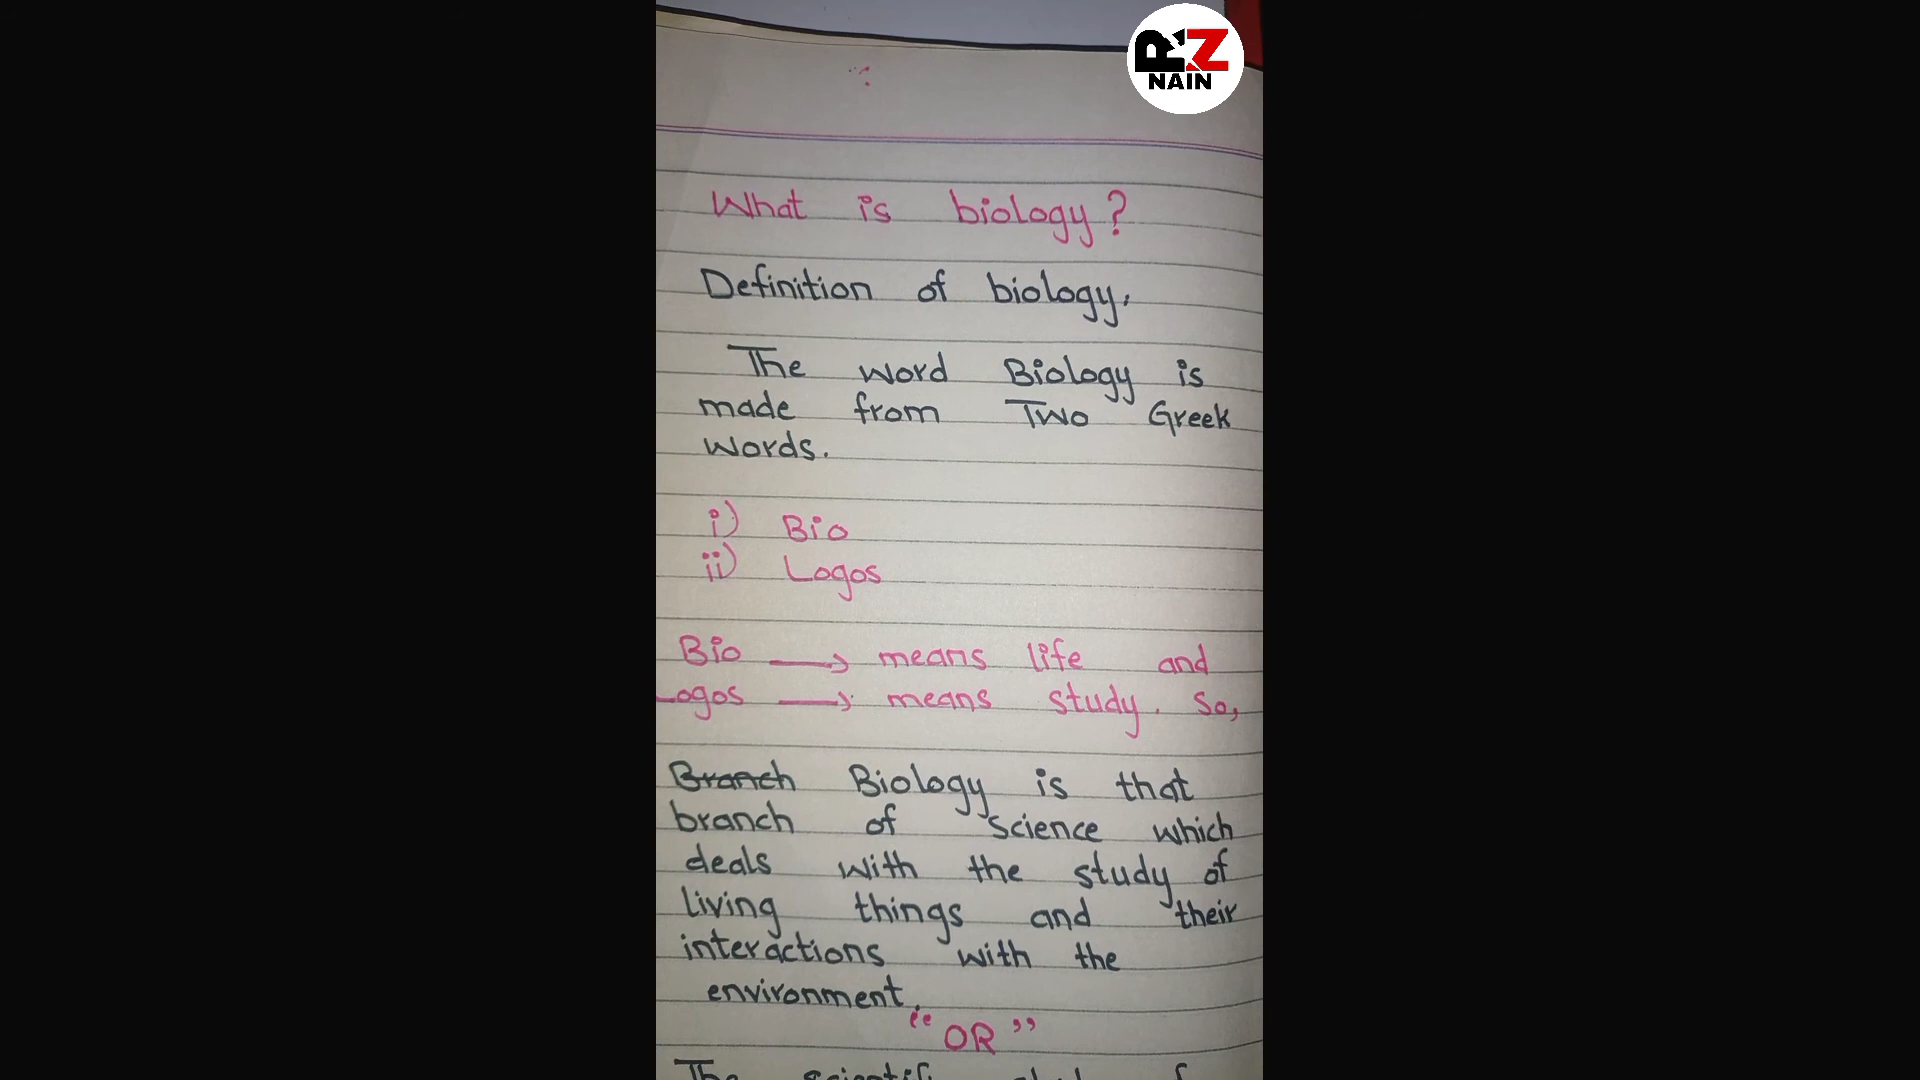 RZ
NAIN
What is biology?
Definition of biology.
The word Biology is
made from Two Greek
words.
i) Bio
ii) Logos
Bio → means life and
Logos → means study. So,
Branch Biology is that
branch of science which
deals with the study of
living things and their
interactions with the
environment.
"OR"
The